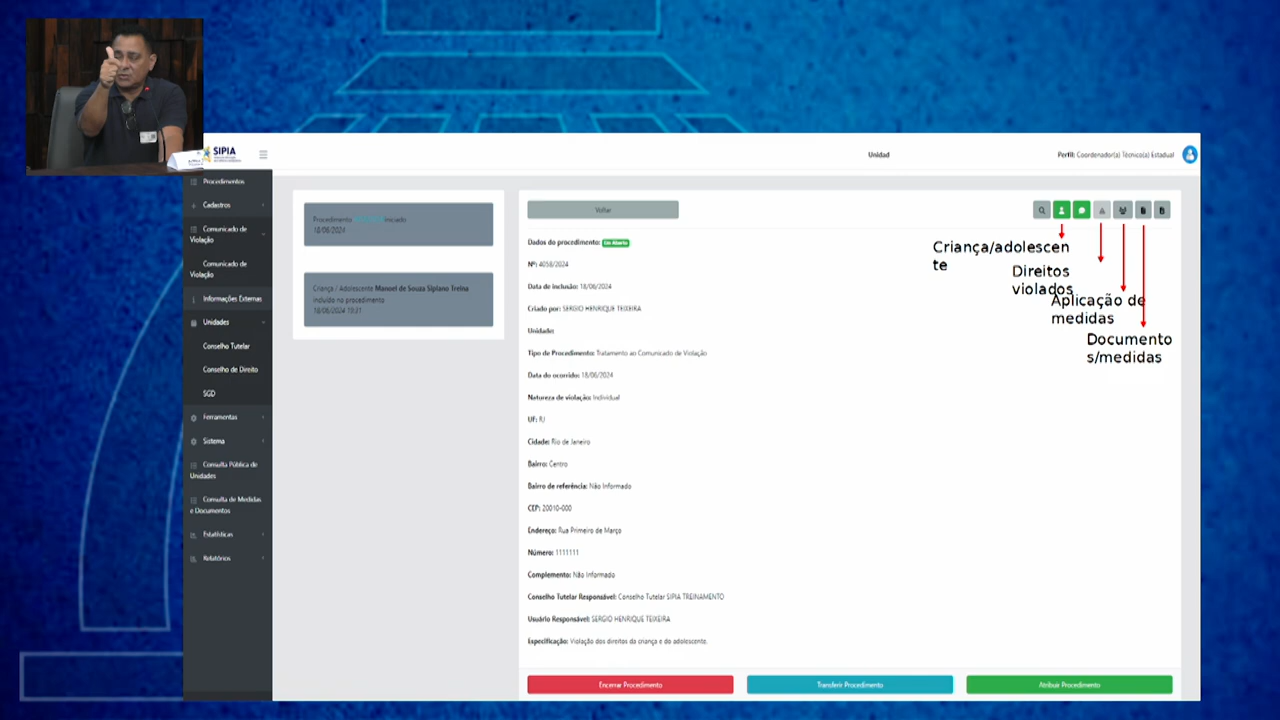 SIPIA
Unidad
Perfil: Coordenador(a) Técnico(a) Estadual
Procedimentos
Cadastros
Comunicado de
Violação
Comunicado de
Violação
Informações Externas
Unidades
Conselho Tutelar
Conselho de Direito
SGD
Ferramentas
Sistema
Consulta Pública de
Unidades
Consulta de Medidas
e Documentos
Estatísticas
Relatórios
Procedimento iniciado
18/06/2024
Criança / Adolescente Manoel de Souza Sipiano Treina
incluído no procedimento
18/06/2024 19:31
Voltar
Dados do procedimento: Em Aberto
Nº: 4058/2024
Data de inclusão: 18/06/2024
Criado por: SERGIO HENRIQUE TEIXEIRA
Unidade:
Tipo de Procedimento: Tratamento ao Comunicado de Violação
Data do ocorrido: 18/06/2024
Natureza de violação: Individual
UF: RJ
Cidade: Rio de Janeiro
Bairro: Centro
Bairro de referência: Não Informado
CEP: 20010-000
Endereço: Rua Primeiro de Março
Número: 1111111
Complemento: Não Informado
Conselho Tutelar Responsável: Conselho Tutelar SIPIA TREINAMENTO
Usuário Responsável: SERGIO HENRIQUE TEIXEIRA
Especificação: Violação dos direitos da criança e do adolescente.
Criança/adolescen
te
Direitos
violados
Aplicação de
medidas
Documento
s/medidas
Encerrar Procedimento
Transferir Procedimento
Atribuir Procedimento